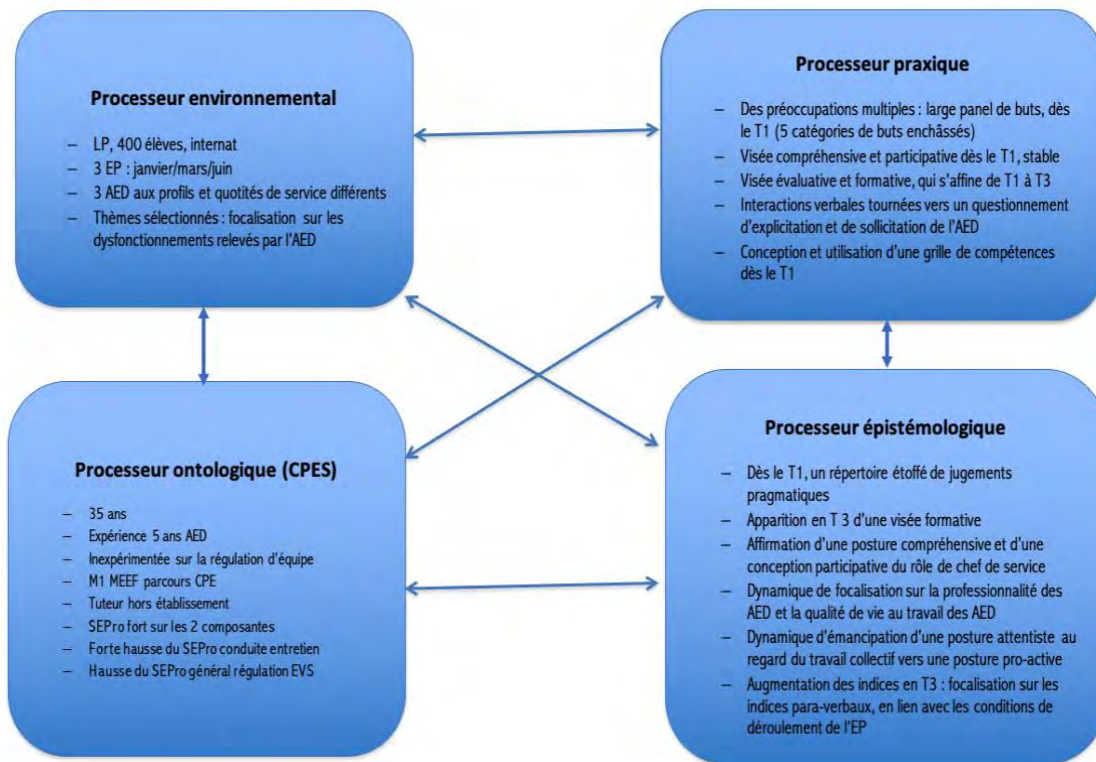 Processeur environnemental
– LP, 400 élèves, internat
– 3 EP : janvier/mars/juin
– 3 AED aux profils et quotités de service différents
– Thèmes sélectionnés : focalisation sur les
dysfonctionnements relevés par l'AED
Processeur praxique
– Des préoccupations multiples : large panel de buts, dès
le T1 (5 catégories de buts enchâssés)
– Visée compréhensive et participative dès le T1, stable
– Visée évaluative et formative, qui s'affine de T1 à T3
– Interactions verbales tournées vers un questionnement
d'explicitation et de sollicitation de l'AED
– Conception et utilisation d'une grille de compétences
dès le T1
Processeur ontologique (CPES)
– 35 ans
– Expérience 5 ans AED
– Inexpérimentée sur la régulation d'équipe
– M1 MEEF parcours CPE
– Tuteur hors établissement
– SEPro fort sur les 2 composantes
– Forte hausse du SEPro conduite entretien
– Hausse du SEPro général régulation EVS
Processeur épistémologique
– Dès le T1, un répertoire étoffé de jugements
pragmatiques
– Apparition en T 3 d'une visée formative
– Affirmation d'une posture compréhensive et d'une
conception participative du rôle de chef de service
– Dynamique de focalisation sur la professionnalité des
AED et la qualité de vie au travail des AED
– Dynamique d'émancipation d'une posture attentiste au
regard du travail collectif vers une posture pro-active
– Augmentation des indices en T3 : focalisation sur les
indices para-verbaux, en lien avec les conditions de
déroulement de l'EP